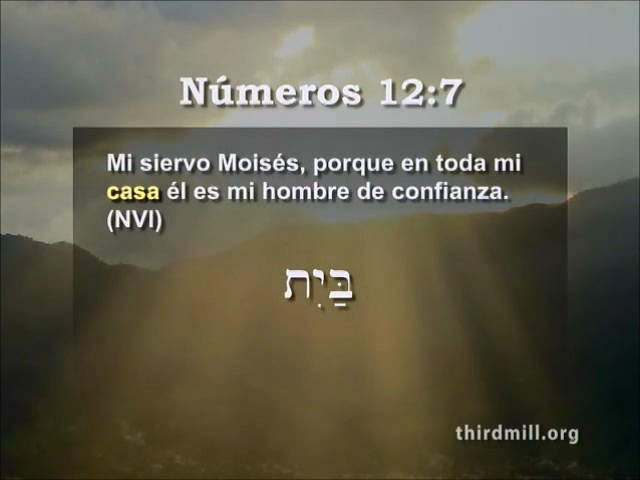 Números 12:7
Mi siervo Moisés, porque en toda mi
casa él es mi hombre de confianza.
(NVI)
בַּיִת
thirdmill.org